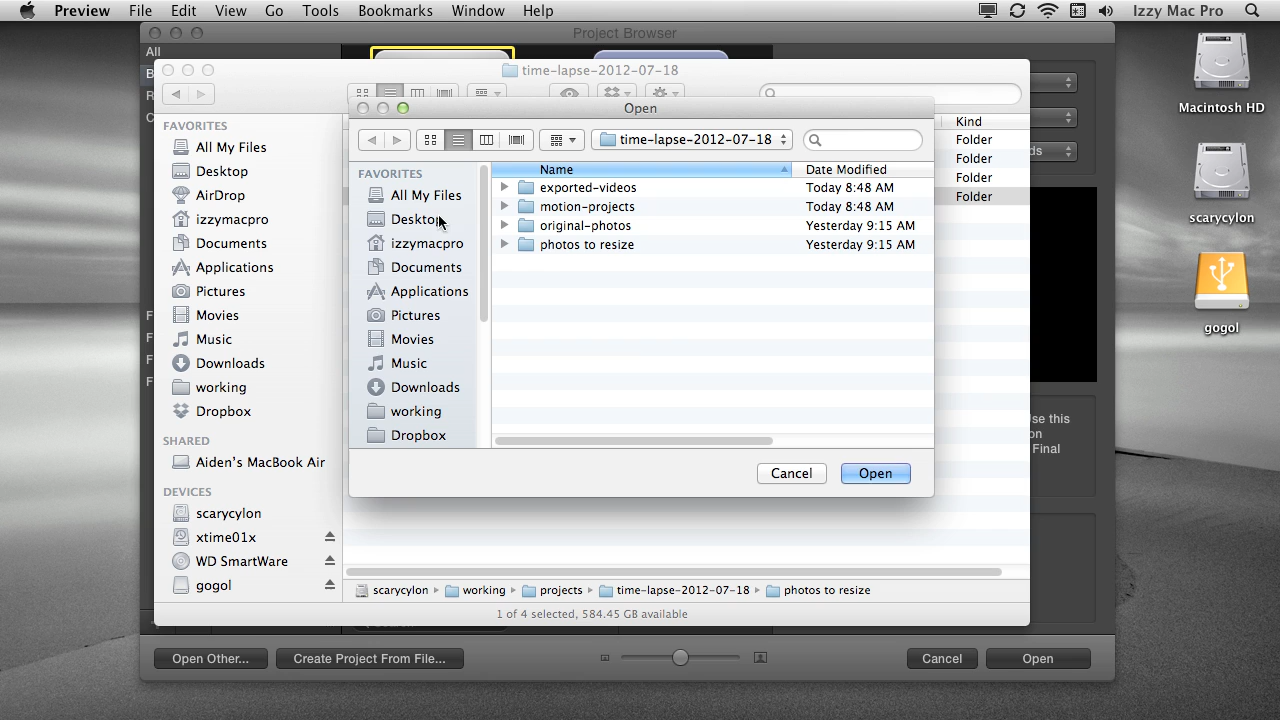 Preview File Edit View Go Tools Bookmarks Window Help Izzy Mac Pro
Project Browser
All
time-lapse-2012-07-18
FAVORITES
All My Files
Desktop
AirDrop
izzymacpro
Documents
Applications
Pictures
Movies
Music
Downloads
working
Dropbox
SHARED
Aiden's MacBook Air
DEVICES
scarycylon
xtime01x
WD SmartWare
gogol
Kind
Folder
Folder
Folder
Folder
Open
time-lapse-2012-07-18
FAVORITES
All My Files
Desktop
izzymacpro
Documents
Applications
Pictures
Movies
Music
Downloads
working
Dropbox
Name Date Modified
exported-videos Today 8:48 AM
motion-projects Today 8:48 AM
original-photos Yesterday 9:15 AM
photos to resize Yesterday 9:15 AM
Cancel Open
scarycylon working projects time-lapse-2012-07-18 photos to resize
1 of 4 selected, 584.45 GB available
se this
on
Final
Open Other... Create Project From File... Cancel Open
Macintosh HD
scarycylon
gogol